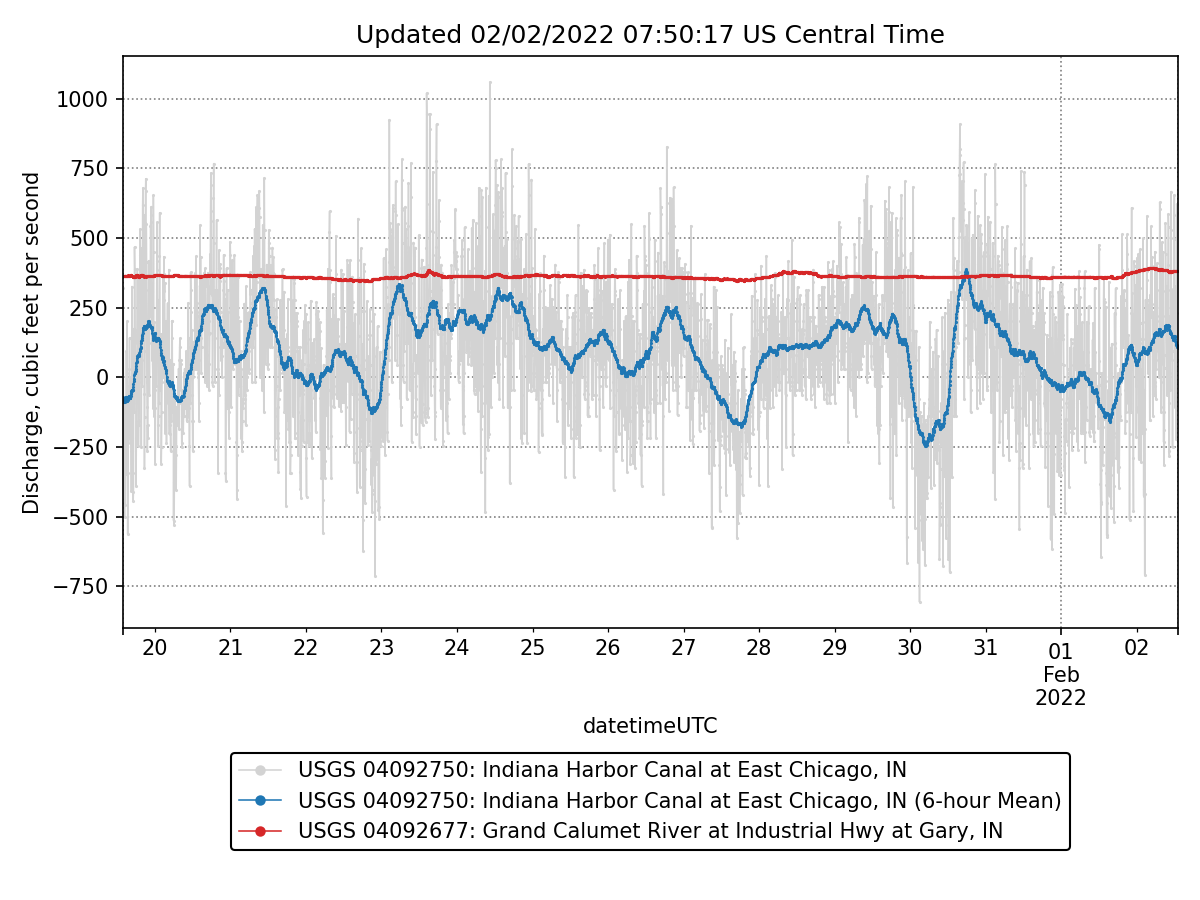 Updated 02/02/2022 07:50:17 US Central Time
1000
750
500
250
0
−250
−500
−750
Discharge, cubic feet per second
20 21 22 23 24 25 26 27 28 29 30 31 01 02
Feb
2022
datetimeUTC
USGS 04092750: Indiana Harbor Canal at East Chicago, IN
USGS 04092750: Indiana Harbor Canal at East Chicago, IN (6-hour Mean)
USGS 04092677: Grand Calumet River at Industrial Hwy at Gary, IN